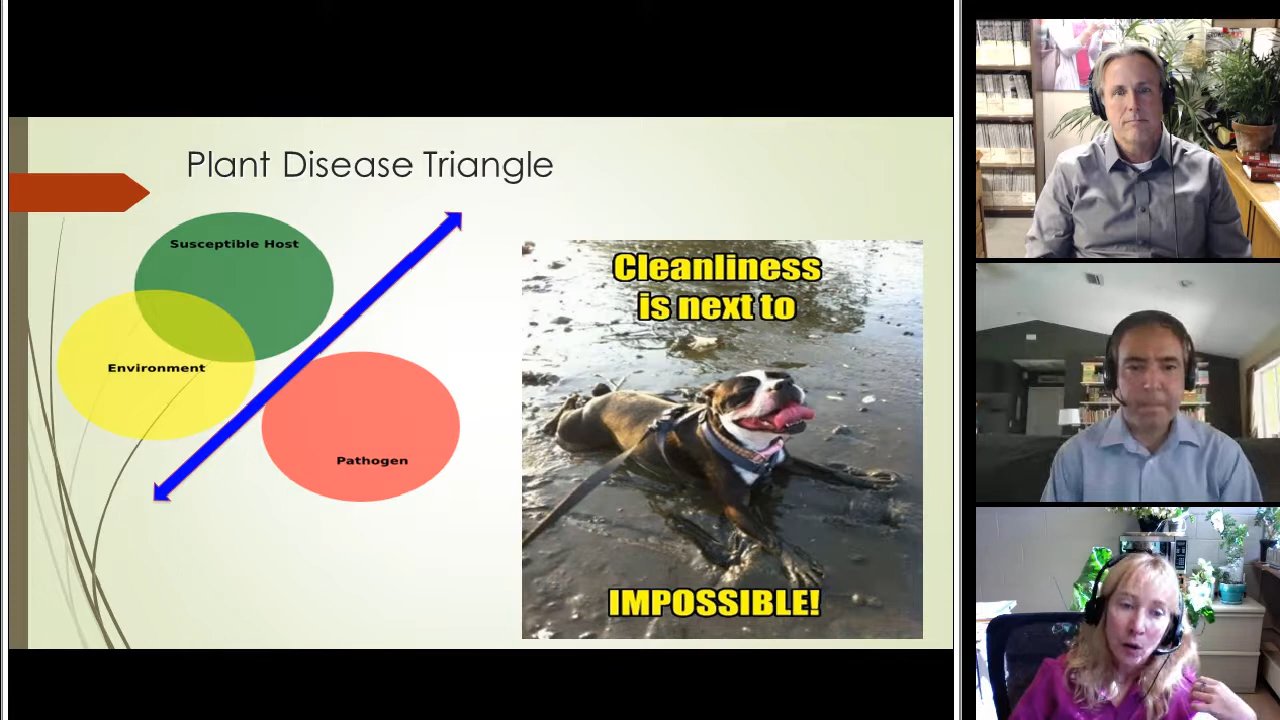 Plant Disease Triangle
Susceptible Host
Environment
Pathogen
Cleanliness
is next to
IMPOSSIBLE!